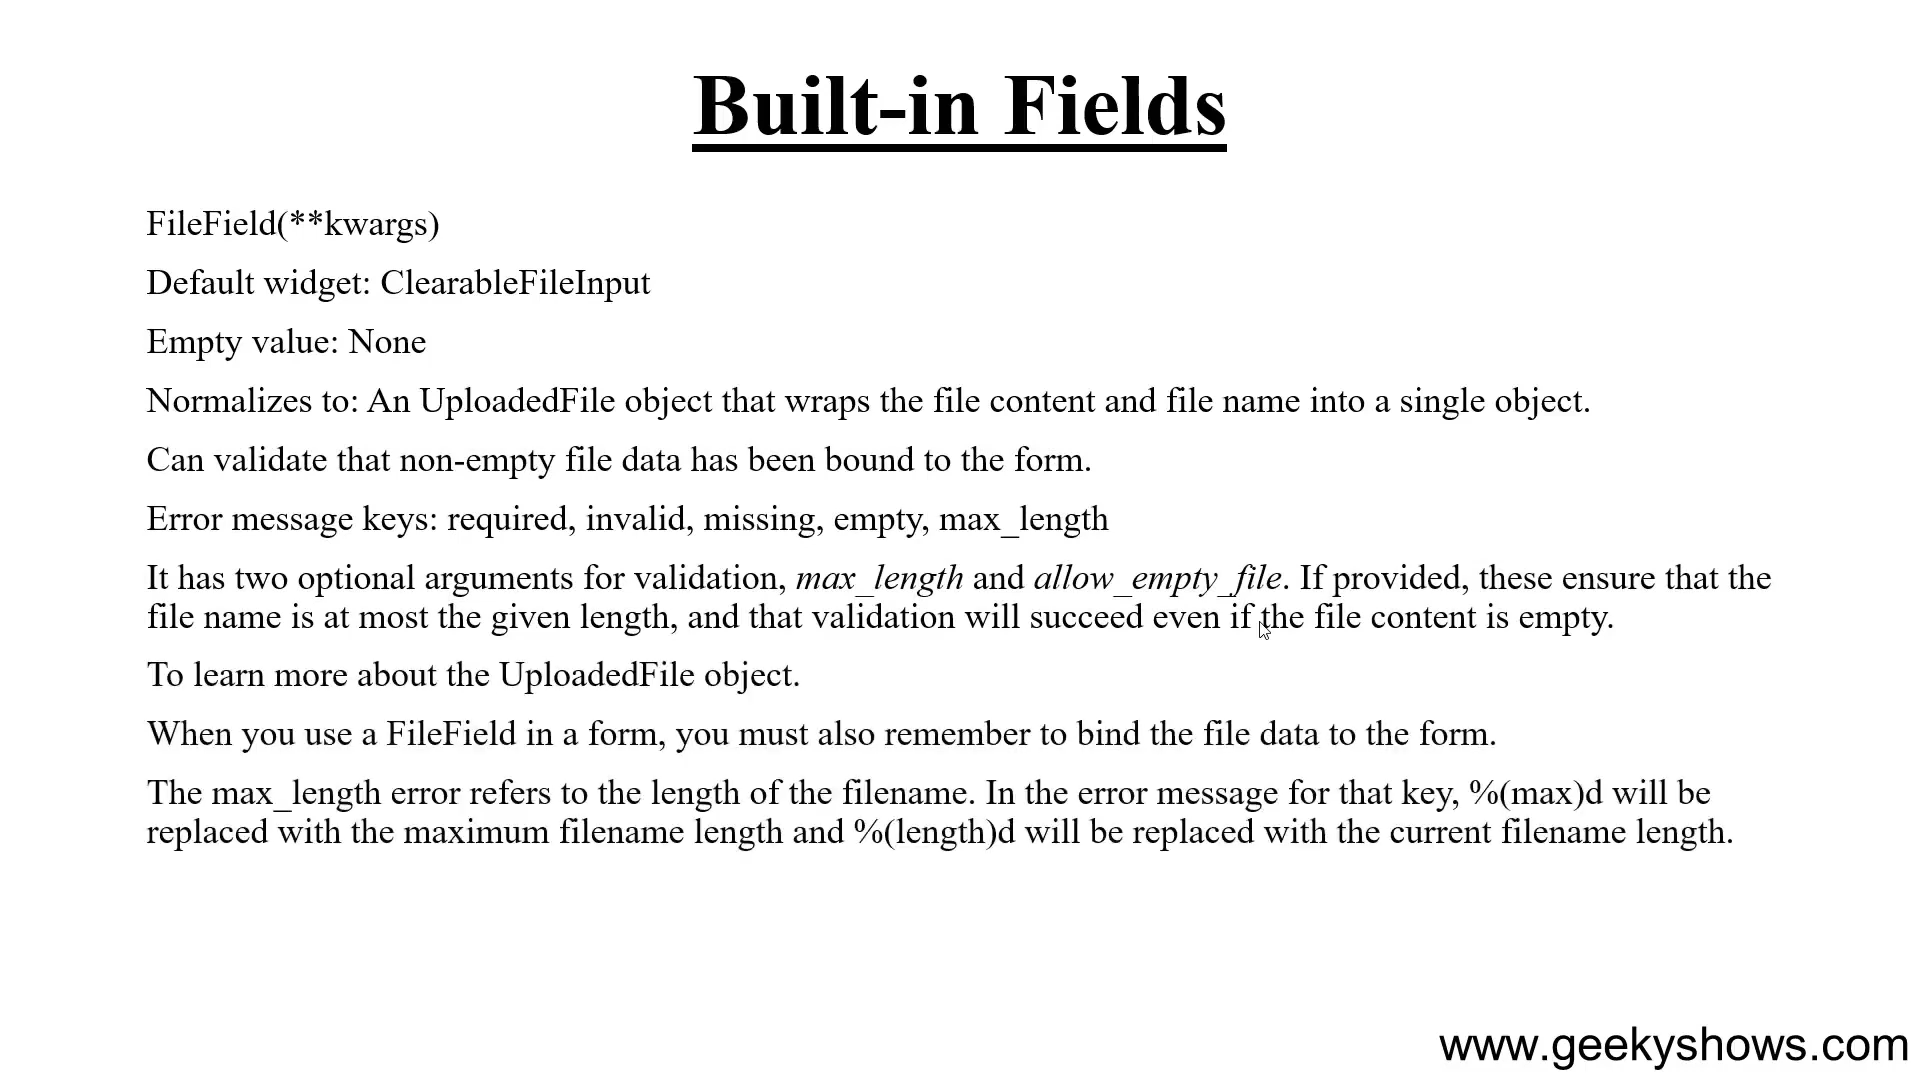 Built-in Fields
FileField(**kwargs)
Default widget: ClearableFileInput
Empty value: None
Normalizes to: An UploadedFile object that wraps the file content and file name into a single object.
Can validate that non-empty file data has been bound to the form.
Error message keys: required, invalid, missing, empty, max_length
It has two optional arguments for validation, max_length and allow_empty_file. If provided, these ensure that the
file name is at most the given length, and that validation will succeed even if the file content is empty.
To learn more about the UploadedFile object.
When you use a FileField in a form, you must also remember to bind the file data to the form.
The max_length error refers to the length of the filename. In the error message for that key, %(max)d will be
replaced with the maximum filename length and %(length)d will be replaced with the current filename length.
www.geekyshows.com